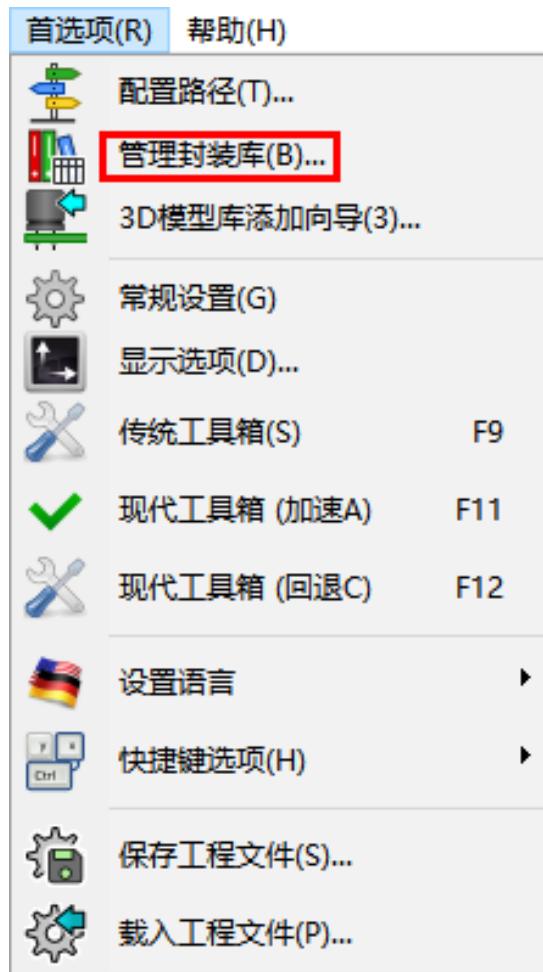 首选项(R) 帮助(H)
配置路径(T)...
管理封装库(B)...
3D模型库添加向导(3)...
常规设置(G)
显示选项(D)...
传统工具箱(S) F9
现代工具箱 (加速A) F11
现代工具箱 (回退C) F12
设置语言
y x
Ctrl
快捷键选项(H)
保存工程文件(S)...
载入工程文件(P)...